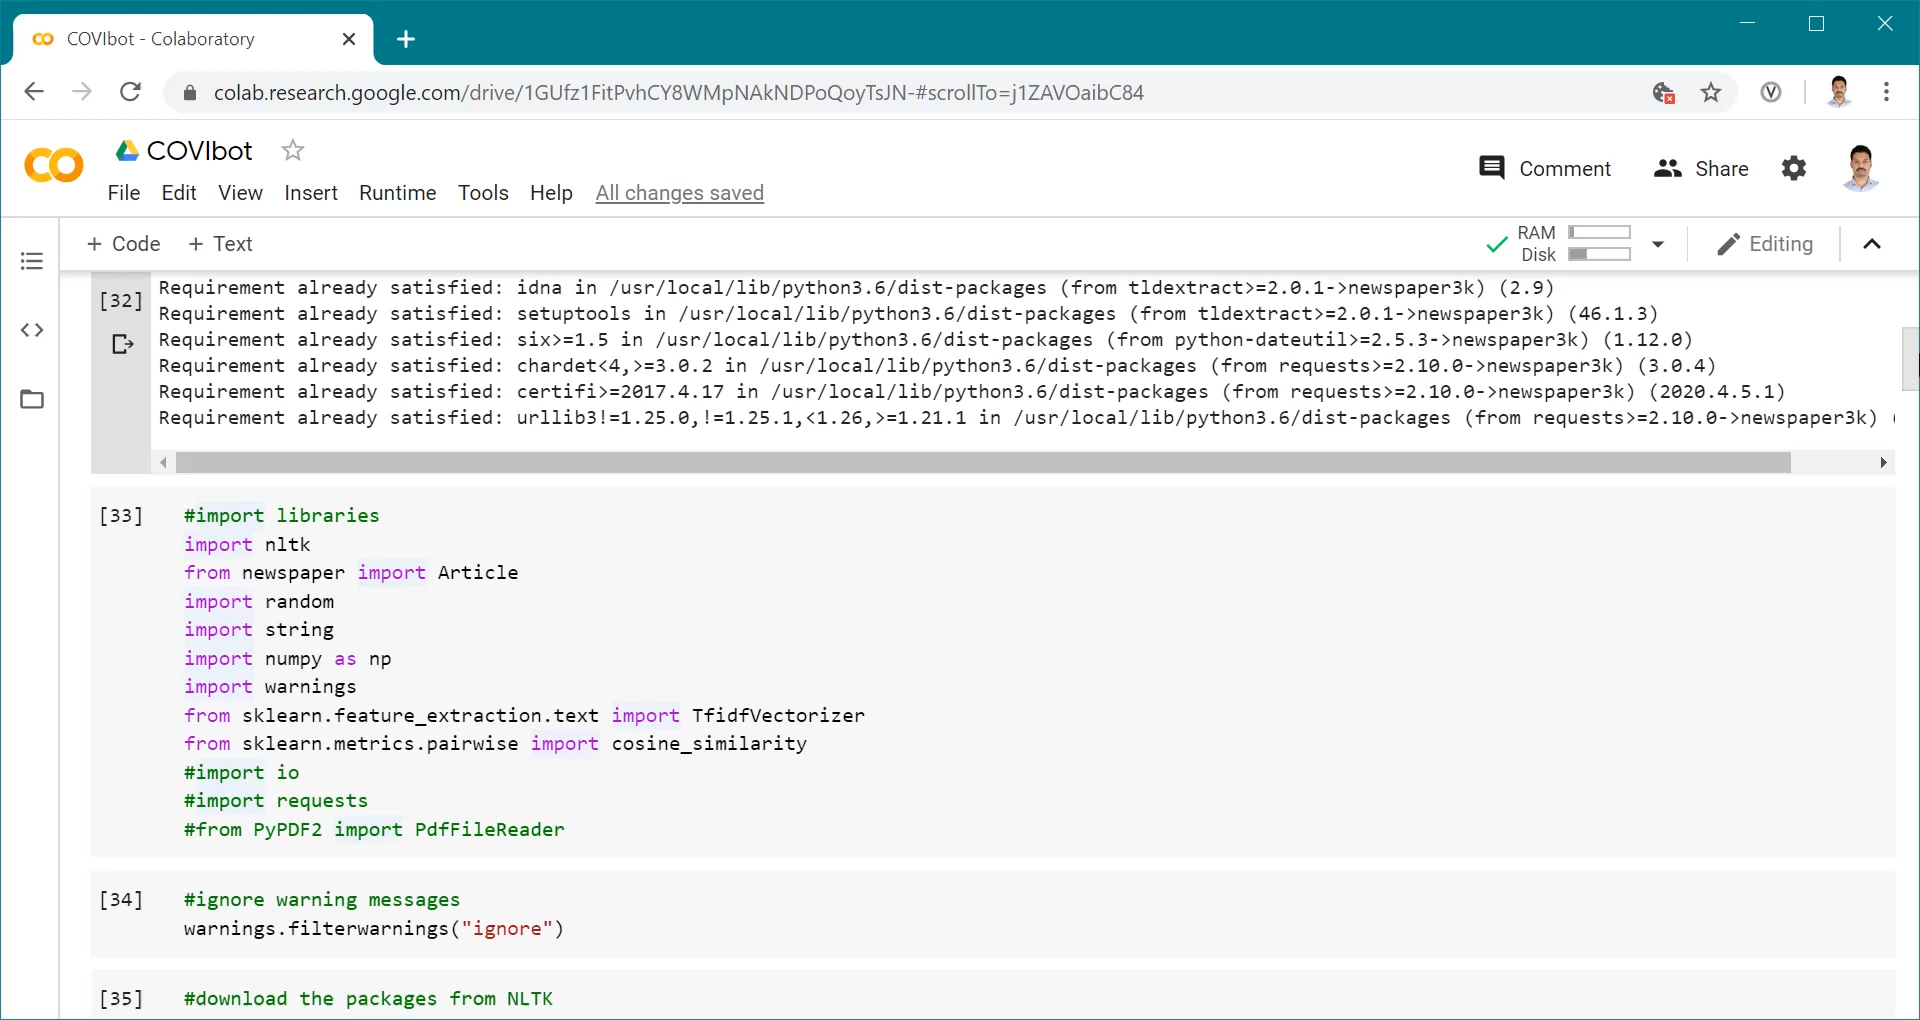 COVIbot - Colaboratory
colab.research.google.com/drive/1GUfz1FitPvhCY8WMpNAkNDPoQoyTsJN-#scrollTo=j1ZAVOaibC84
COVIbot
Comment Share
File Edit View Insert Runtime Tools Help All changes saved
+ Code + Text
RAM
Disk
Editing
[32] Requirement already satisfied: idna in /usr/local/lib/python3.6/dist-packages (from tldextract>=2.0.1->newspaper3k) (2.9)
Requirement already satisfied: setuptools in /usr/local/lib/python3.6/dist-packages (from tldextract>=2.0.1->newspaper3k) (46.1.3)
Requirement already satisfied: six>=1.5 in /usr/local/lib/python3.6/dist-packages (from python-dateutil>=2.5.3->newspaper3k) (1.12.0)
Requirement already satisfied: chardet<4,>=3.0.2 in /usr/local/lib/python3.6/dist-packages (from requests>=2.10.0->newspaper3k) (3.0.4)
Requirement already satisfied: certifi>=2017.4.17 in /usr/local/lib/python3.6/dist-packages (from requests>=2.10.0->newspaper3k) (2020.4.5.1)
Requirement already satisfied: urllib3!=1.25.0,!=1.25.1,<1.26,>=1.21.1 in /usr/local/lib/python3.6/dist-packages (from requests>=2.10.0->newspaper3k) (
[33] #import libraries
import nltk
from newspaper import Article
import random
import string
import numpy as np
import warnings
from sklearn.feature_extraction.text import TfidfVectorizer
from sklearn.metrics.pairwise import cosine_similarity
#import io
#import requests
#from PyPDF2 import PdfFileReader
[34] #ignore warning messages
warnings.filterwarnings("ignore")
[35] #download the packages from NLTK